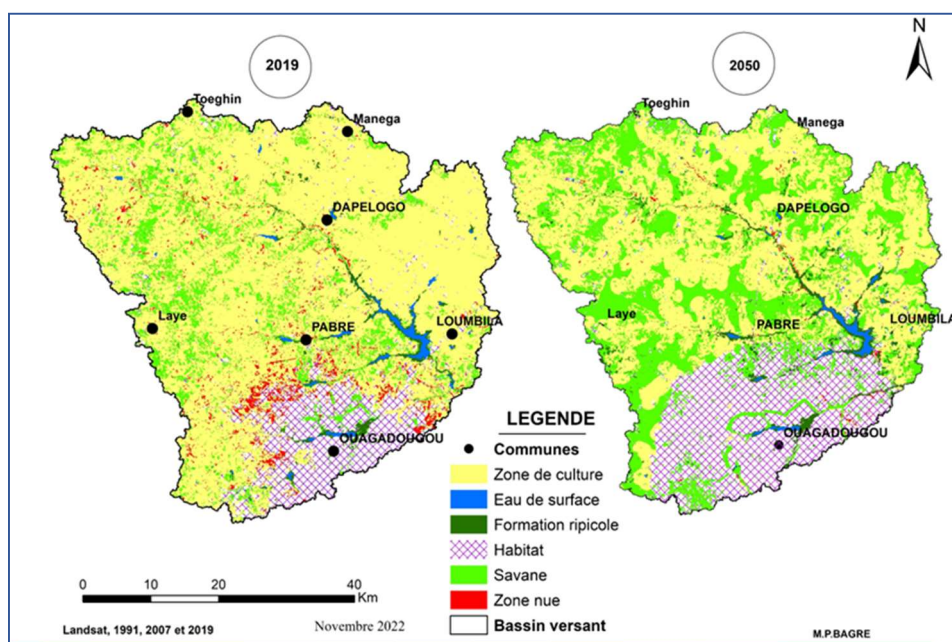 N
2019
2050
Toeghin
Manega
DAPELOGO
Laye
PABRE
LOUMBILA
OUAGADOUGOU
Toeghin
Manega
DAPELOGO
Laye
PABRE
LOUMBILA
OUAGADOUGOU
LEGENDE
Communes
Zone de culture
Eau de surface
Formation ripicole
Habitat
Savane
Zone nue
Bassin versant
0 10 20 40
Km
Landsat, 1991, 2007 et 2019
Novembre 2022
M.P.BAGRE